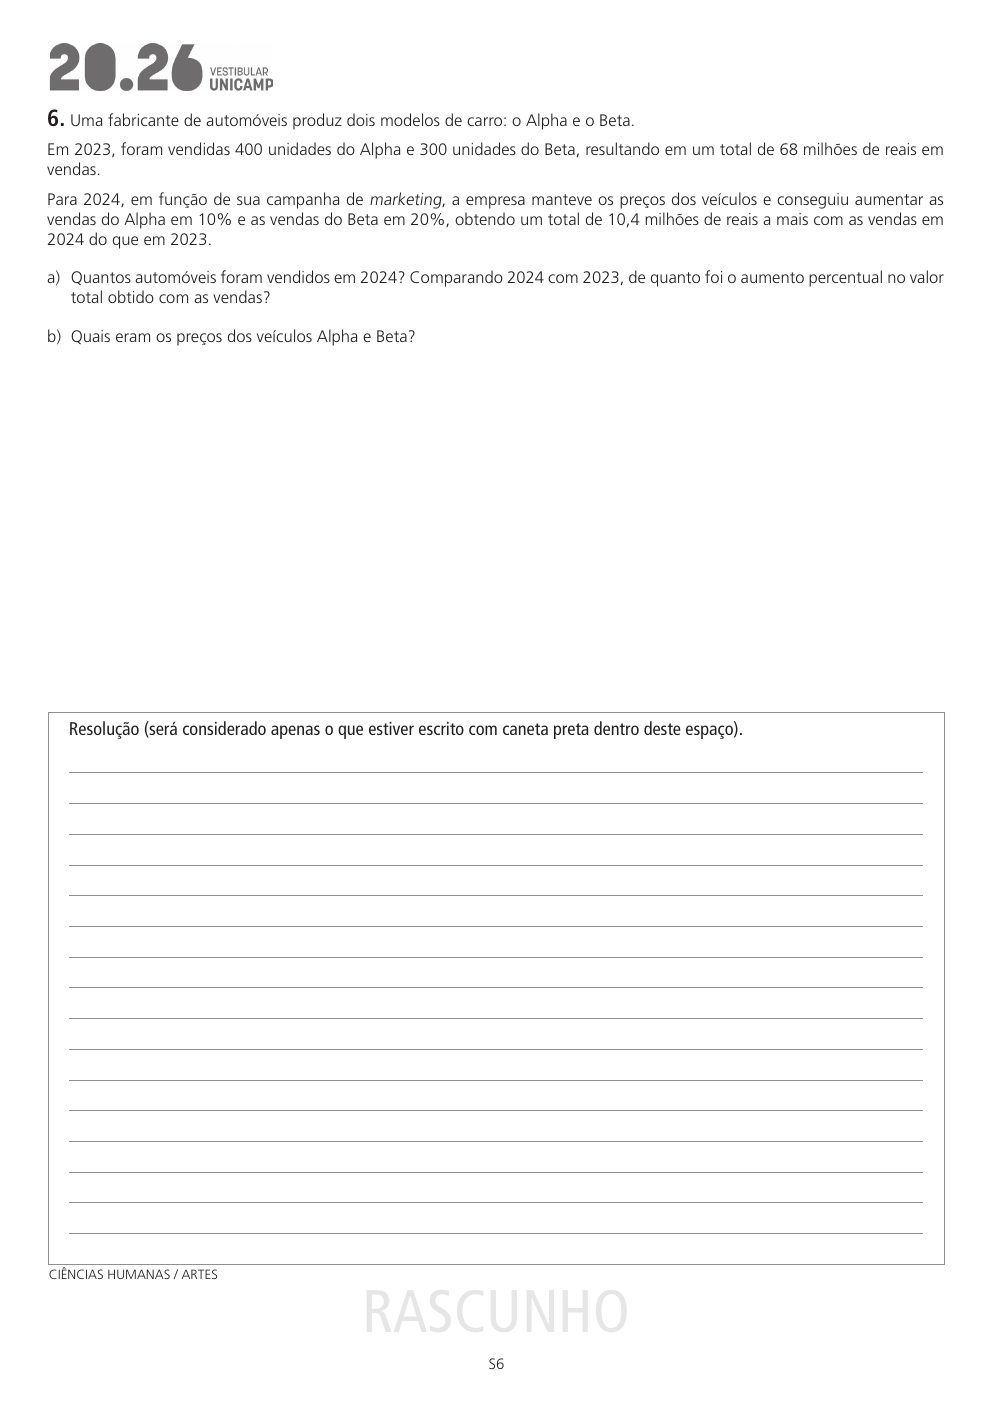 20.26 VESTIBULAR
UNICAMP
6. Uma fabricante de automóveis produz dois modelos de carro: o Alpha e o Beta.
Em 2023, foram vendidas 400 unidades do Alpha e 300 unidades do Beta, resultando em um total de 68 milhões de reais em
vendas.
Para 2024, em função de sua campanha de marketing, a empresa manteve os preços dos veículos e conseguiu aumentar as
vendas do Alpha em 10% e as vendas do Beta em 20%, obtendo um total de 10,4 milhões de reais a mais com as vendas em
2024 do que em 2023.
a) Quantos automóveis foram vendidos em 2024? Comparando 2024 com 2023, de quanto foi o aumento percentual no valor
total obtido com as vendas?
b) Quais eram os preços dos veículos Alpha e Beta?
Resolução (será considerado apenas o que estiver escrito com caneta preta dentro deste espaço).
CIÊNCIAS HUMANAS / ARTES
RASCUNHO
S6